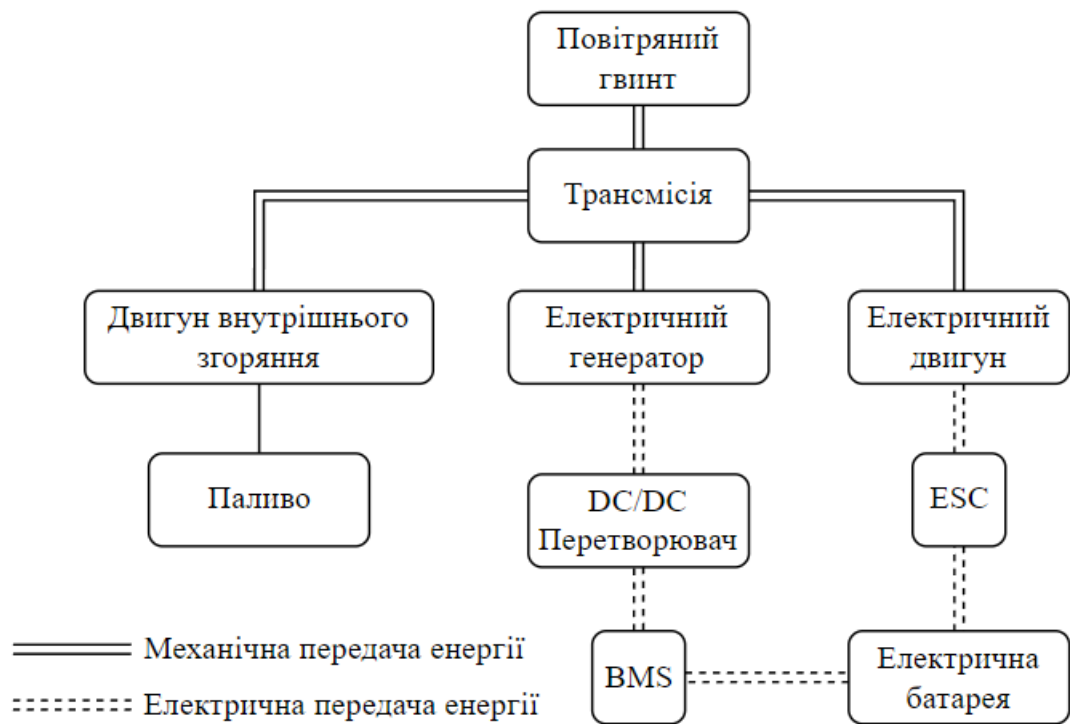 Повітряний
гвинт
Трансмісія
Двигун внутрішнього
згоряння
Електричний
генератор
Електричний
двигун
Паливо
DC/DC
Перетворювач
ESC
Механічна передача енергії
Електрична передача енергії
BMS
Електрична
батарея